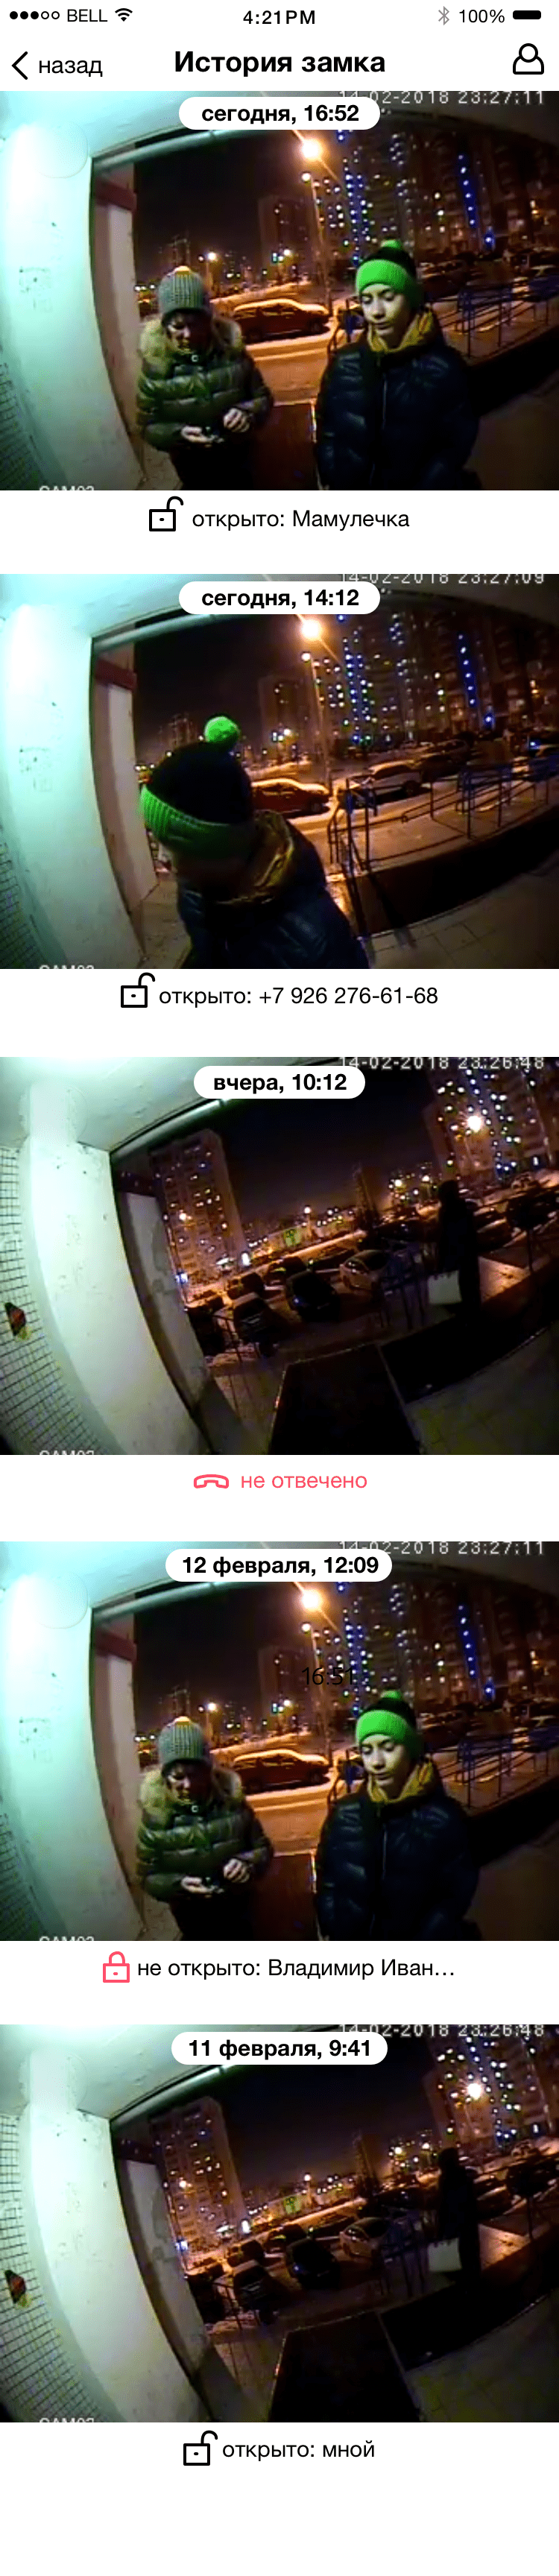 BELL 4:21PM 100%
назад История замка
14-02-2018 23:27:11
сегодня, 16:52
открыто: Мамулечка
14-02-2018 23:27:09
сегодня, 14:12
открыто: +7 926 276-61-68
14-02-2018 23:26:48
вчера, 10:12
не отвечено
14-02-2018 23:27:11
12 февраля, 12:09
16:51
не открыто: Владимир Иван...
14-02-2018 23:26:48
11 февраля, 9:41
открыто: мной